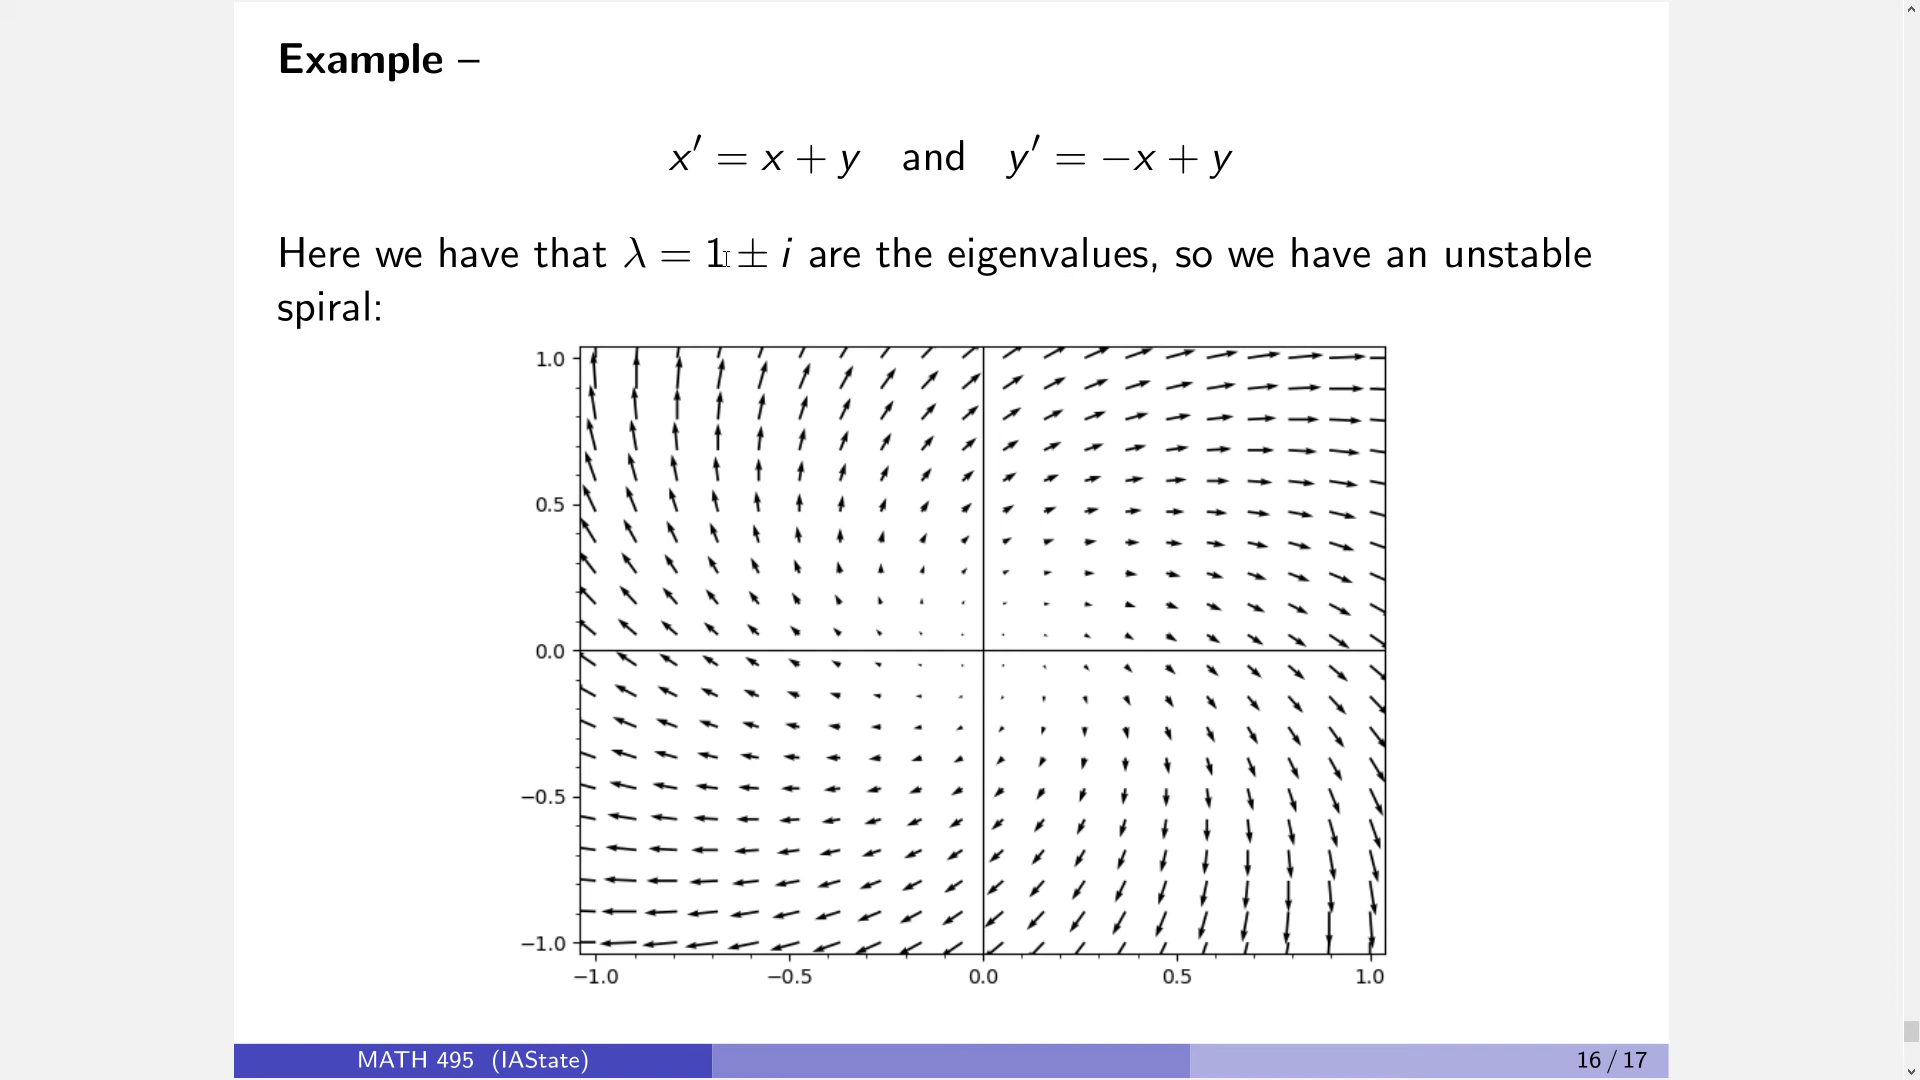 Example –
x′ = x + y and y′ = −x + y
Here we have that λ = 1 ± i are the eigenvalues, so we have an unstable
spiral:
1.0
0.5
0.0
−0.5
−1.0
−1.0 −0.5 0.0 0.5 1.0
MATH 495 (IAState) 16 / 17